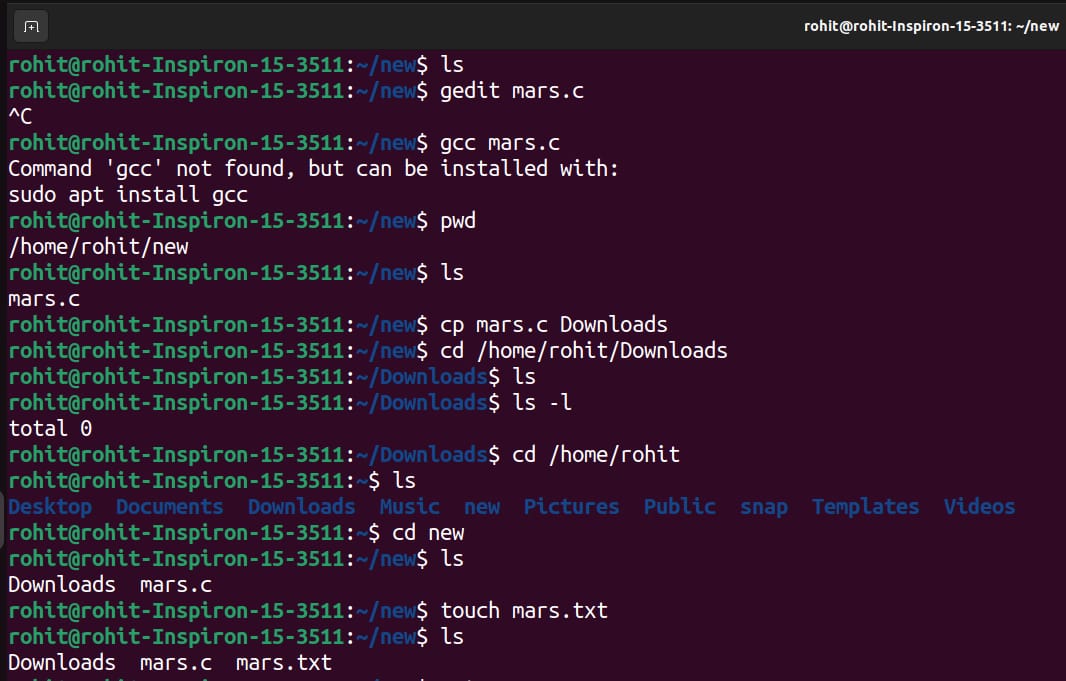 rohit@rohit-Inspiron-15-3511: ~/new
rohit@rohit-Inspiron-15-3511:~/new$ ls
rohit@rohit-Inspiron-15-3511:~/new$ gedit mars.c
^C
rohit@rohit-Inspiron-15-3511:~/new$ gcc mars.c
Command 'gcc' not found, but can be installed with:
sudo apt install gcc
rohit@rohit-Inspiron-15-3511:~/new$ pwd
/home/rohit/new
rohit@rohit-Inspiron-15-3511:~/new$ ls
mars.c
rohit@rohit-Inspiron-15-3511:~/new$ cp mars.c Downloads
rohit@rohit-Inspiron-15-3511:~/new$ cd /home/rohit/Downloads
rohit@rohit-Inspiron-15-3511:~/Downloads$ ls
rohit@rohit-Inspiron-15-3511:~/Downloads$ ls -l
total 0
rohit@rohit-Inspiron-15-3511:~/Downloads$ cd /home/rohit
rohit@rohit-Inspiron-15-3511:~$ ls
Desktop  Documents  Downloads  Music  new  Pictures  Public  snap  Templates  Videos
rohit@rohit-Inspiron-15-3511:~$ cd new
rohit@rohit-Inspiron-15-3511:~/new$ ls
Downloads  mars.c
rohit@rohit-Inspiron-15-3511:~/new$ touch mars.txt
rohit@rohit-Inspiron-15-3511:~/new$ ls
Downloads  mars.c  mars.txt